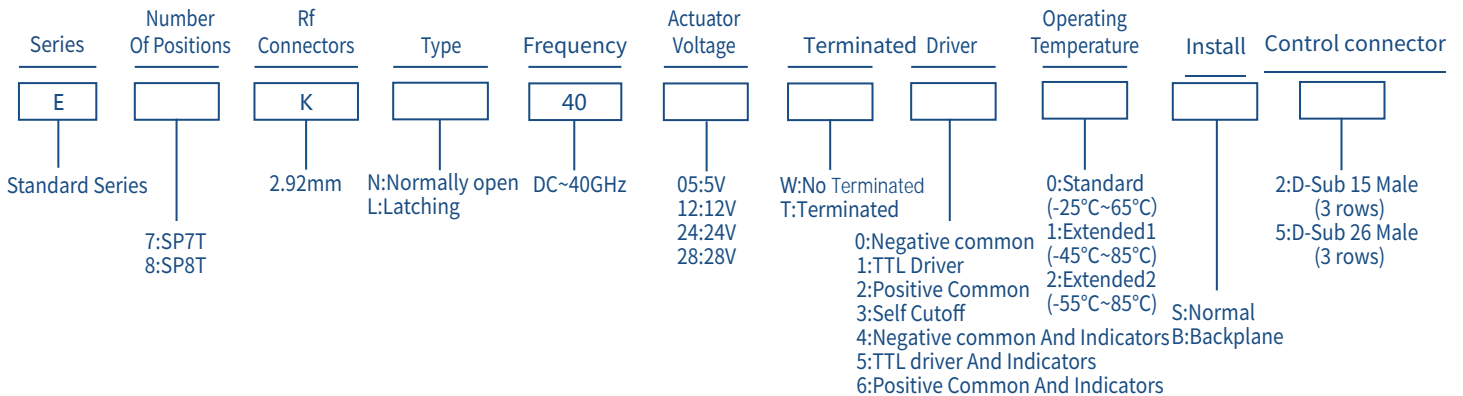 Series
Number
Of Positions
Rf
Connectors
Type
Frequency
Actuator
Voltage
Terminated
Driver
Operating
Temperature
Install
Control connector
E
K
40
Standard Series
7:SP7T
8:SP8T
2.92mm
N:Normally open
L:Latching
DC~40GHz
05:5V
12:12V
24:24V
28:28V
W:No Terminated
T:Terminated
0:Negative common
1:TTL Driver
2:Positive Common
3:Self Cutoff
4:Negative common And Indicators
5:TTL driver And Indicators
6:Positive Common And Indicators
0:Standard
(-25°C~65°C)
1:Extended1
(-45°C~85°C)
2:Extended2
(-55°C~85°C)
S:Normal
B:Backplane
2:D-Sub 15 Male
(3 rows)
5:D-Sub 26 Male
(3 rows)